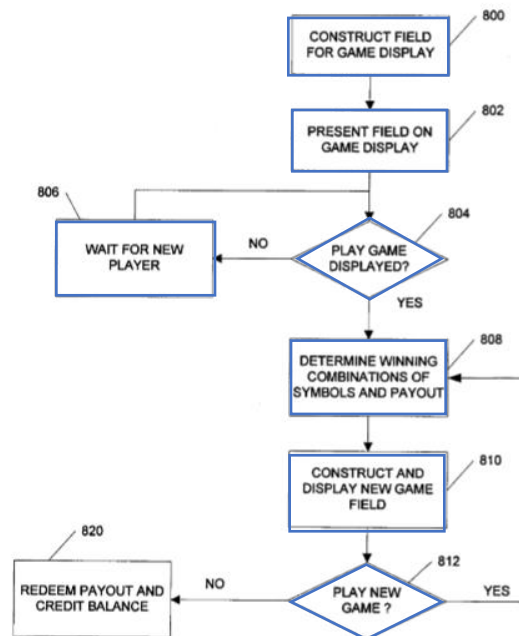 800
CONSTRUCT FIELD
FOR GAME DISPLAY
802
PRESENT FIELD ON
GAME DISPLAY
806
804
WAIT FOR NEW
PLAYER
NO
PLAY GAME
DISPLAYED?
YES
808
DETERMINE WINNING
COMBINATIONS OF
SYMBOLS AND PAYOUT
810
CONSTRUCT AND
DISPLAY NEW GAME
FIELD
820
812
REDEEM PAYOUT AND
CREDIT BALANCE
NO
PLAY NEW
GAME ?
YES